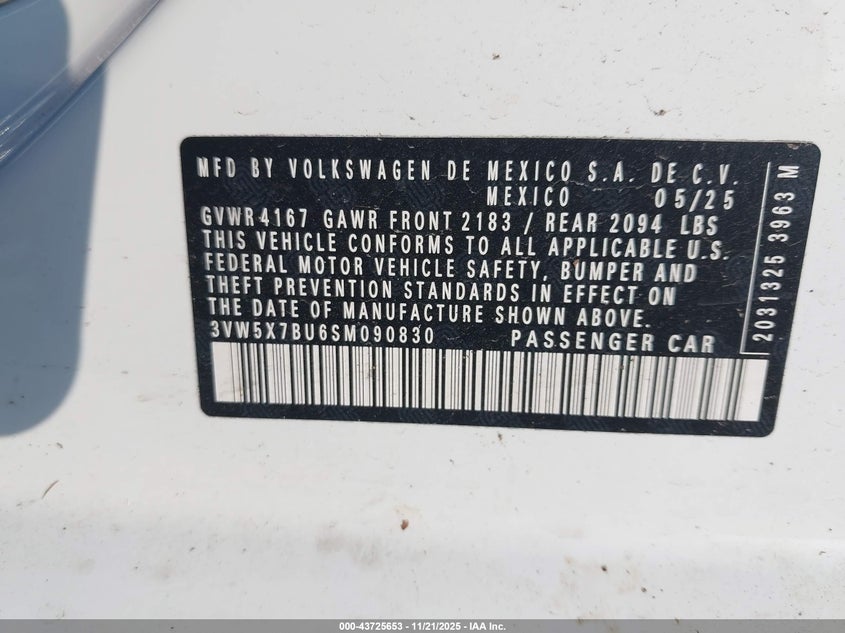 MFD BY VOLKSWAGEN DE MEXICO S.A. DE C.V.
MEXICO 05/25
GVWR 4167 GAWR FRONT 2183 / REAR 2094 LBS
THIS VEHICLE CONFORMS TO ALL APPLICABLE U.S.
FEDERAL MOTOR VEHICLE SAFETY, BUMPER AND
THEFT PREVENTION STANDARDS IN EFFECT ON
THE DATE OF MANUFACTURE SHOWN ABOVE.
3VW5X7BU6SM090830 PASSENGER CAR
2031325 3963 M
000-43725653 - 11/21/2025 - IAA Inc.